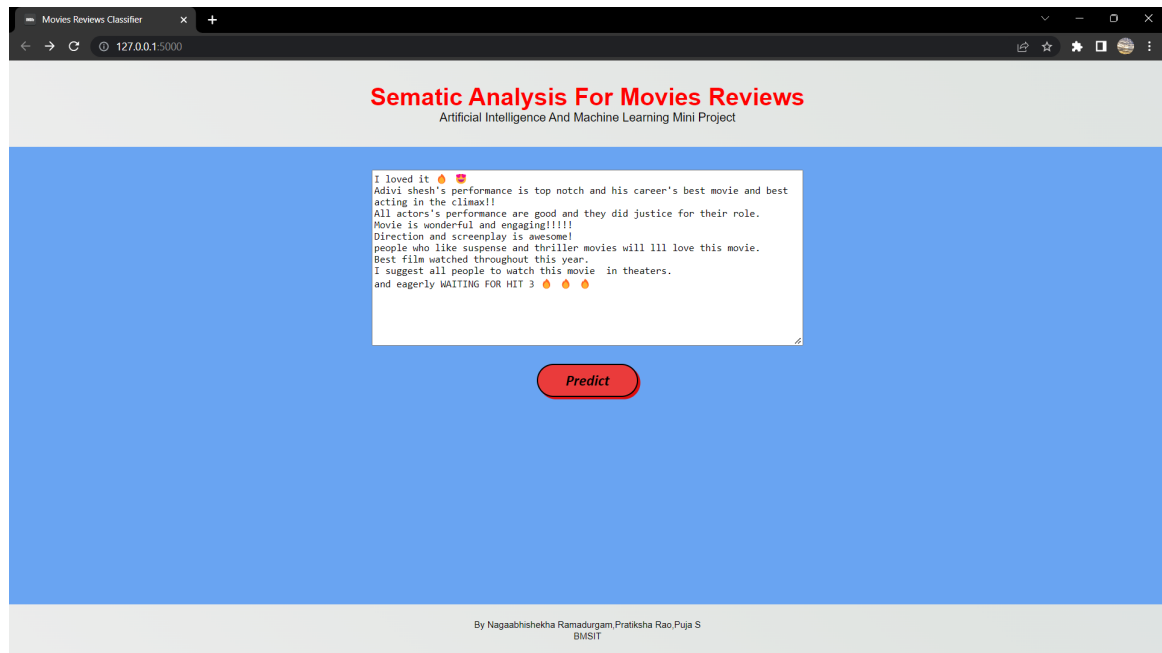 Movies Reviews Classifier
127.0.0.1:5000
Sematic Analysis For Movies Reviews
Artificial Intelligence And Machine Learning Mini Project
I loved it 🔥 😍
Adivi shesh's performance is top notch and his career's best movie and best
acting in the climax!!
All actors's performance are good and they did justice for their role.
Movie is wonderful and engaging!!!!!
Direction and screenplay is awesome!
people who like suspense and thriller movies will lll love this movie.
Best film watched throughout this year.
I suggest all people to watch this movie  in theaters.
and eagerly WAITING FOR HIT 3 🔥 🔥 🔥
Predict
By Nagaabhishekha Ramadurgam,Pratiksha Rao,Puja S
BMSIT